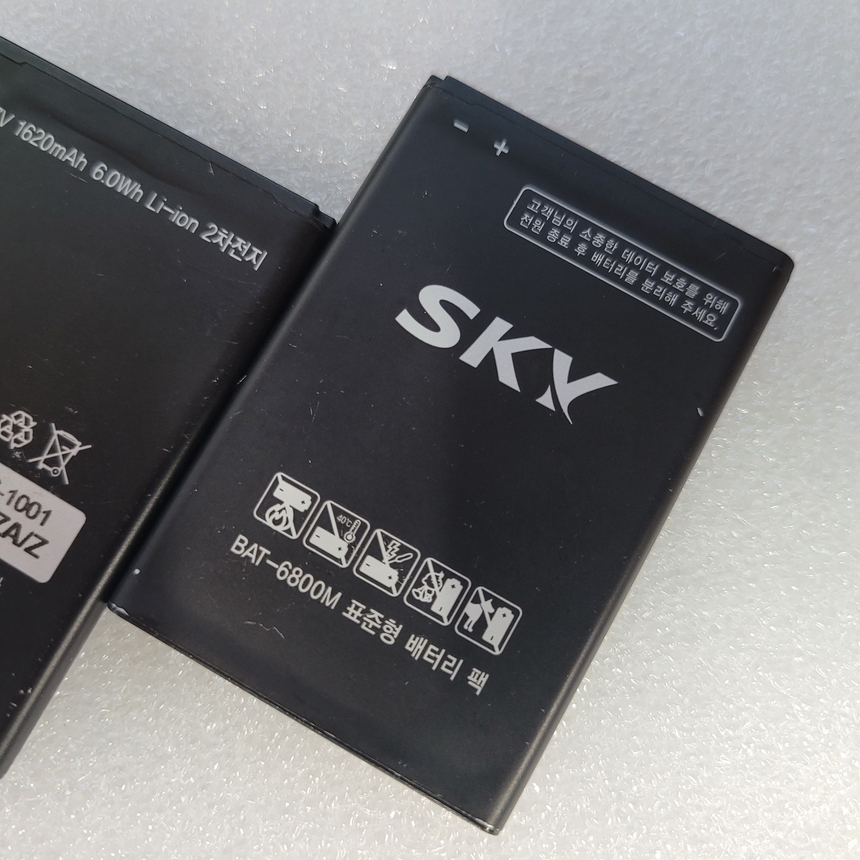 1620mAh 6.0Wh Li-ion 2차전지
-1001
ZA/Z
- +
고객님의 소중한 데이터 보호를 위해
전원 종료 후 배터리를 분리해 주세요.
SKY
40℃
BAT-6800M 표준형 배터리 팩